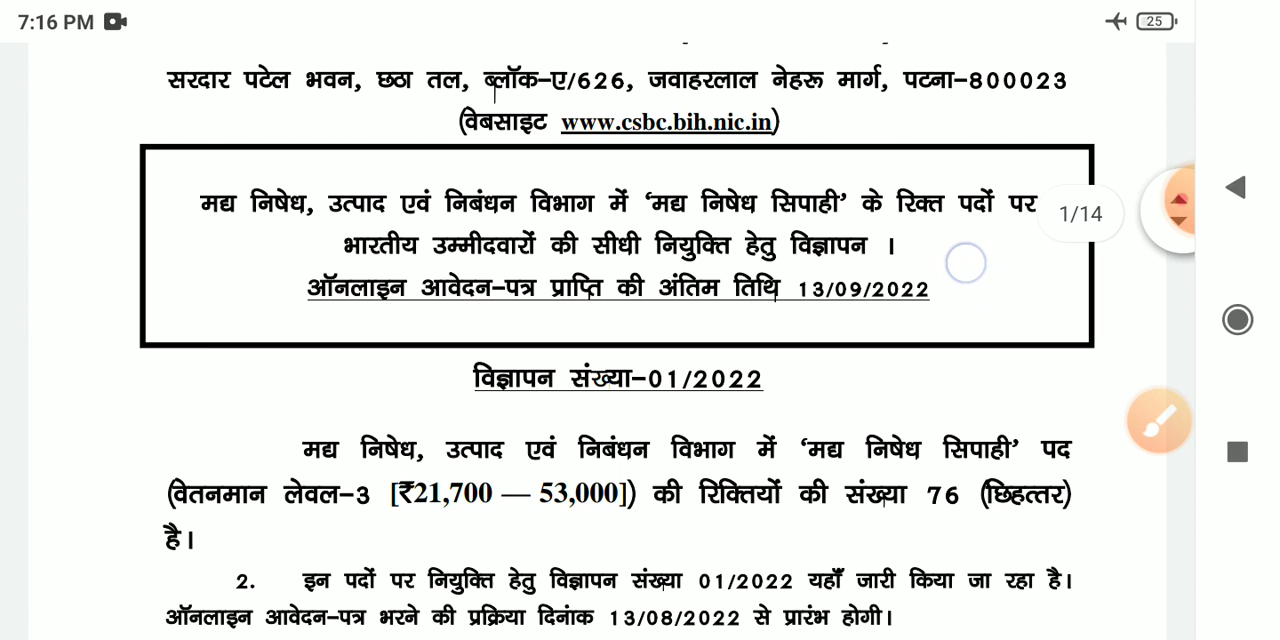 7:16 PM
25
सरदार पटेल भवन, छठा तल, ब्लॉक–ए/626, जवाहरलाल नेहरू मार्ग, पटना–800023
(वेबसाइट www.csbc.bih.nic.in)
मद्य निषेध, उत्पाद एवं निबंधन विभाग में ‘मद्य निषेध सिपाही’ के रिक्त पदों पर
1/14
भारतीय उम्मीदवारों की सीधी नियुक्ति हेतु विज्ञापन ।
ऑनलाइन आवेदन–पत्र प्राप्ति की अंतिम तिथि 13/09/2022
विज्ञापन संख्या–01/2022
मद्य निषेध, उत्पाद एवं निबंधन विभाग में ‘मद्य निषेध सिपाही’ पद
(वेतनमान लेवल–3 [₹21,700 — 53,000]) की रिक्तियों की संख्या 76 (छिहत्तर)
है।
2. इन पदों पर नियुक्ति हेतु विज्ञापन संख्या 01/2022 यहाँ जारी किया जा रहा है।
ऑनलाइन आवेदन–पत्र भरने की प्रक्रिया दिनांक 13/08/2022 से प्रारंभ होगी।